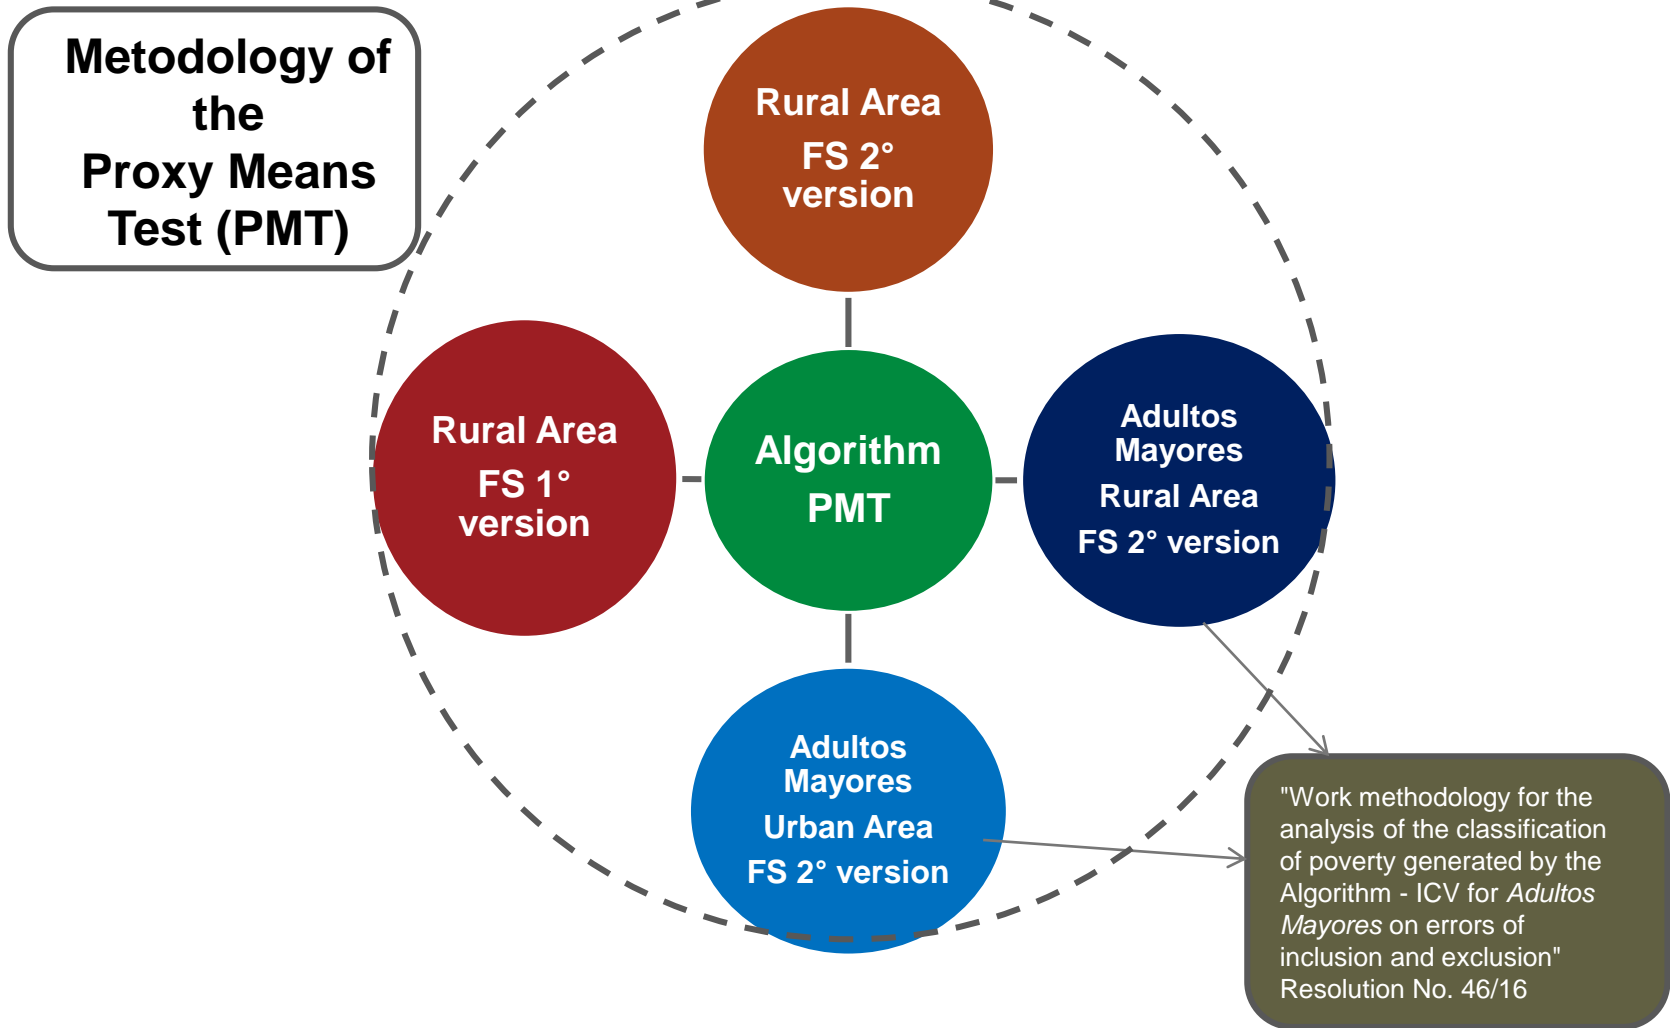 Metodology of
the
Proxy Means
Test (PMT)
Rural Area
FS 2°
version
Rural Area
FS 1°
version
Algorithm
PMT
Adultos
Mayores
Rural Area
FS 2° version
Adultos
Mayores
Urban Area
FS 2° version
"Work methodology for the
analysis of the classification
of poverty generated by the
Algorithm - ICV for Adultos
Mayores on errors of
inclusion and exclusion"
Resolution No. 46/16